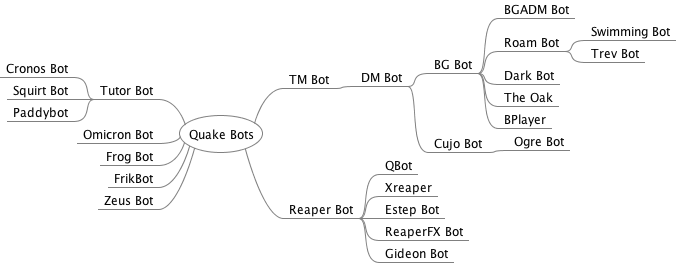 BGADM Bot
Swimming Bot
Roam Bot
Trev Bot
BG Bot
Cronos Bot
Dark Bot
TM Bot
DM Bot
Squirt Bot
Tutor Bot
The Oak
Paddybot
BPlayer
Omicron Bot
Quake Bots
Cujo Bot
Ogre Bot
Frog Bot
QBot
FrikBot
Xreaper
Zeus Bot
Reaper Bot
Estep Bot
ReaperFX Bot
Gideon Bot